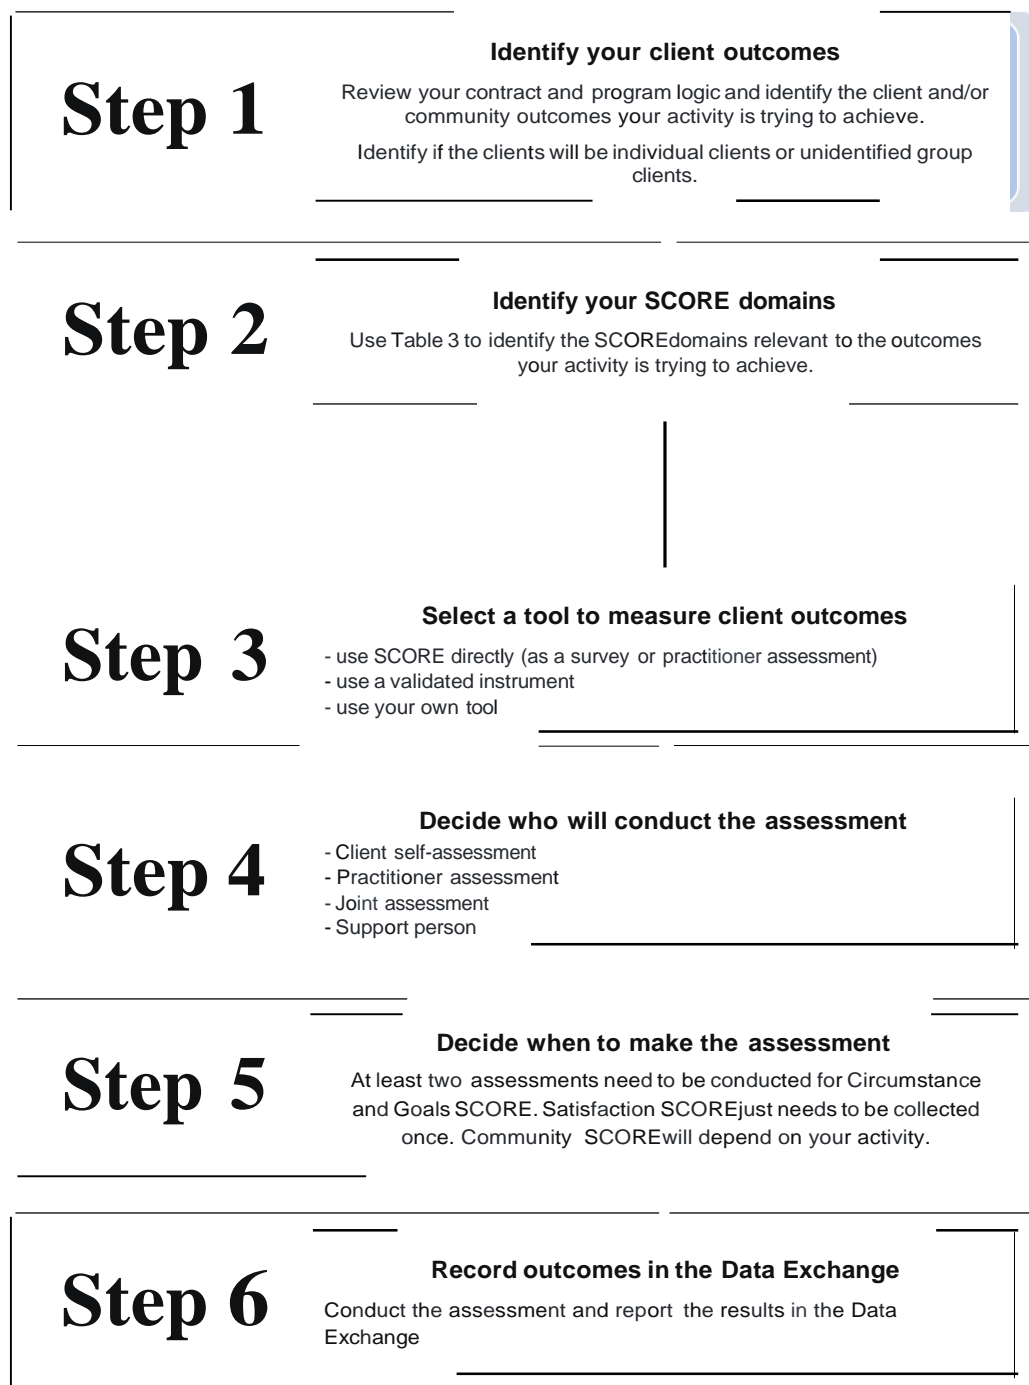 Step 1
Identify your client outcomes
Review your contract and program logic and identify the client and/or
community outcomes your activity is trying to achieve.
Identify if the clients will be individual clients or unidentified group
clients.
Step 2
Identify your SCORE domains
Use Table 3 to identify the SCOREdomains relevant to the outcomes
your activity is trying to achieve.
Step 3
Select a tool to measure client outcomes
- use SCORE directly (as a survey or practitioner assessment)
- use a validated instrument
- use your own tool
Step 4
Decide who will conduct the assessment
- Client self-assessment
- Practitioner assessment
- Joint assessment
- Support person
Step 5
Decide when to make the assessment
At least two assessments need to be conducted for Circumstance
and Goals SCORE. Satisfaction SCOREjust needs to be collected
once. Community SCOREwill depend on your activity.
Step 6
Record outcomes in the Data Exchange
Conduct the assessment and report the results in the Data
Exchange